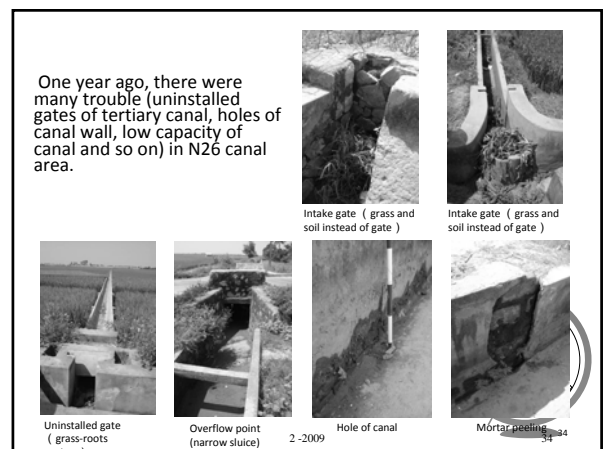 One year ago, there were
many trouble (uninstalled
gates of tertiary canal, holes of
canal wall, low capacity of
canal and so on) in N26 canal
area.
Intake gate ( grass and
soil instead of gate )
Intake gate ( grass and
soil instead of gate )
Uninstalled gate
( grass-roots
Overflow point
(narrow sluice)
Hole of canal
Mortar peeling
2 -2009
34
34